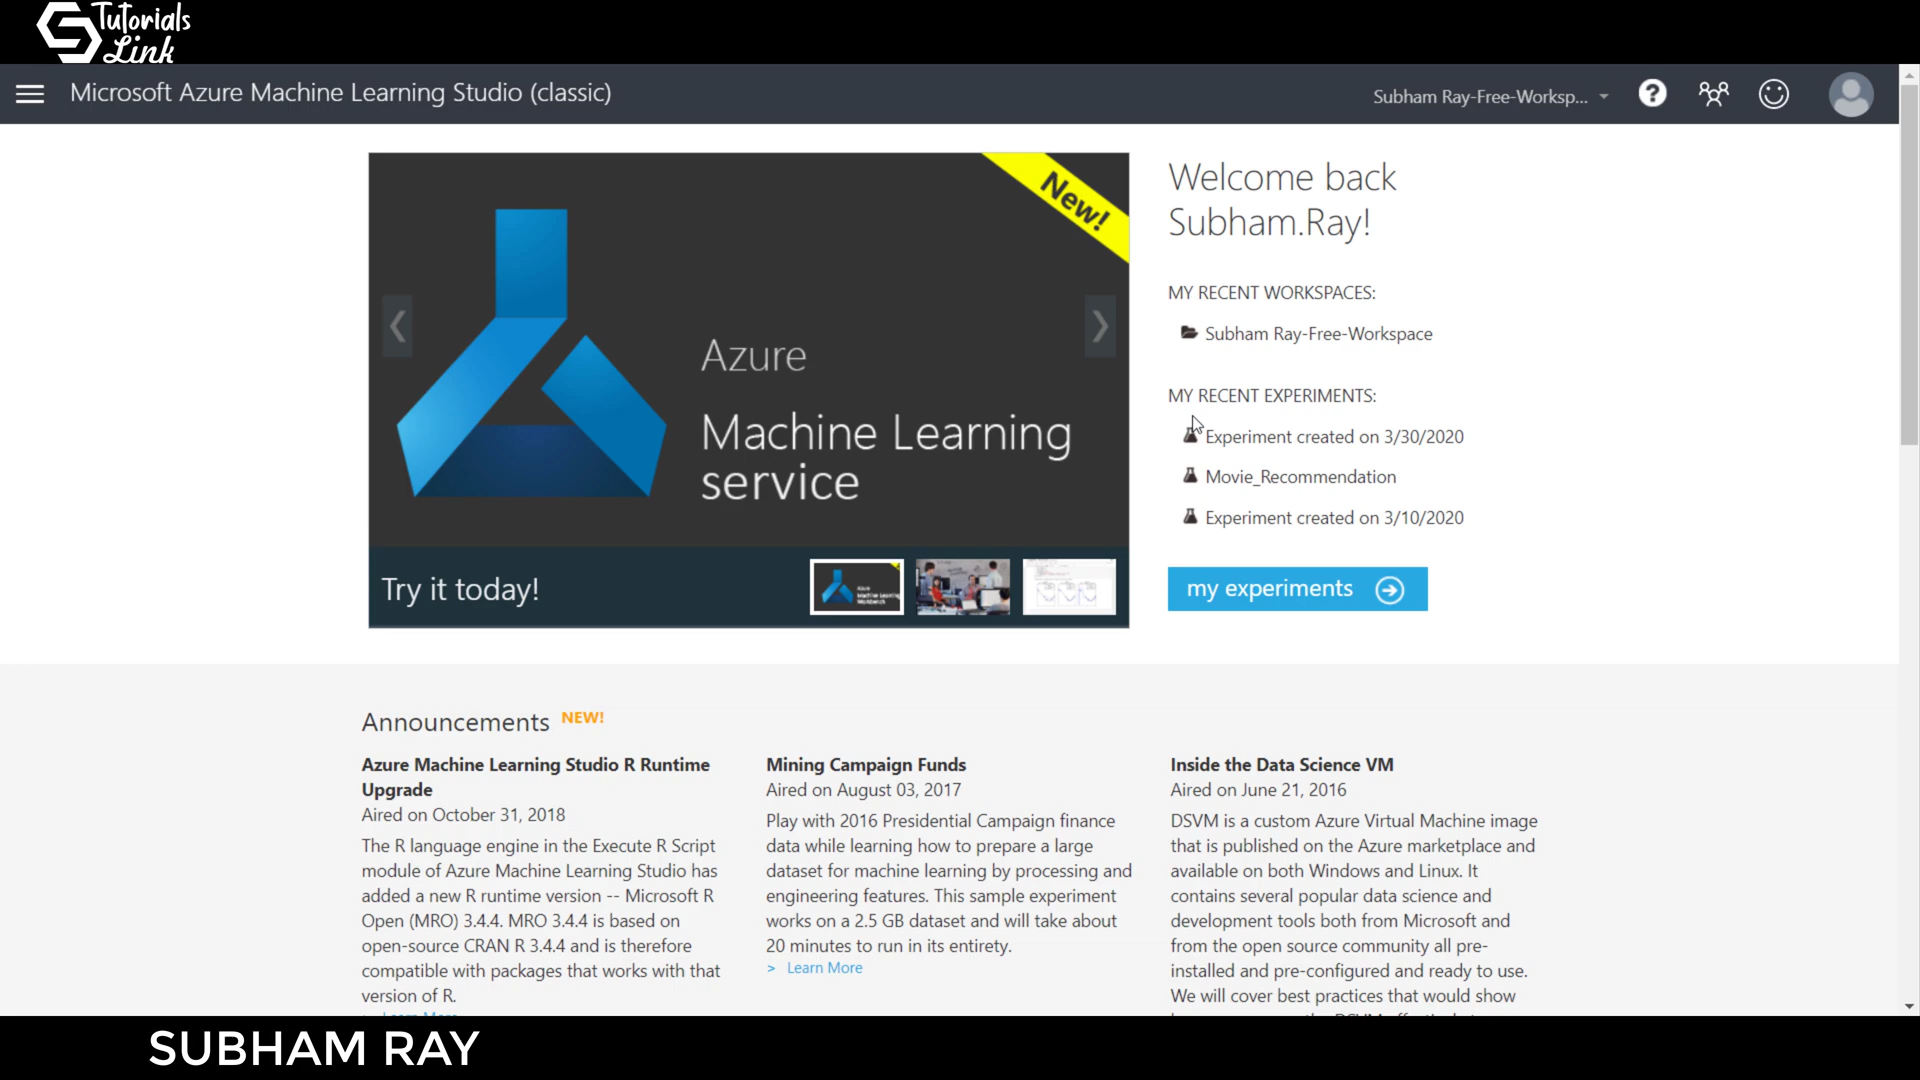 Tutorials
Link
Microsoft Azure Machine Learning Studio (classic)
Subham Ray-Free-Worksp...
New!
Azure
Machine Learning
service
Try it today!
Welcome back
Subham.Ray!
MY RECENT WORKSPACES:
Subham Ray-Free-Workspace
MY RECENT EXPERIMENTS:
Experiment created on 3/30/2020
Movie_Recommendation
Experiment created on 3/10/2020
my experiments
Announcements NEW!
Azure Machine Learning Studio R Runtime
Upgrade
Aired on October 31, 2018
The R language engine in the Execute R Script
module of Azure Machine Learning Studio has
added a new R runtime version -- Microsoft R
Open (MRO) 3.4.4. MRO 3.4.4 is based on
open-source CRAN R 3.4.4 and is therefore
compatible with packages that works with that
version of R.
Mining Campaign Funds
Aired on August 03, 2017
Play with 2016 Presidential Campaign finance
data while learning how to prepare a large
dataset for machine learning by processing and
engineering features. This sample experiment
works on a 2.5 GB dataset and will take about
20 minutes to run in its entirety.
> Learn More
Inside the Data Science VM
Aired on June 21, 2016
DSVM is a custom Azure Virtual Machine image
that is published on the Azure marketplace and
available on both Windows and Linux. It
contains several popular data science and
development tools both from Microsoft and
from the open source community all pre-
installed and pre-configured and ready to use.
We will cover best practices that would show
SUBHAM RAY